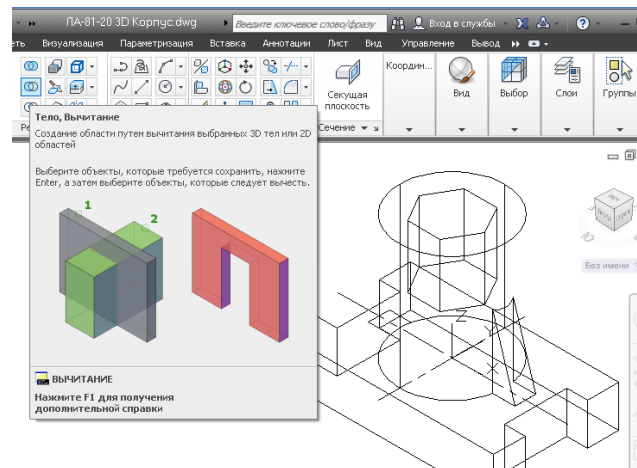 ЛА-81-20 3D Корпус.dwg
Введите ключевое слово/фразу
Вход в службы
Визуализация Параметризация Вставка Аннотации Лист Вид Управление Вывод
Координ...
Секущая
плоскость
Вид
Выбор
Слои
Группы
Сечение
Тело, Вычитание
Создание области путем вычитания выбранных 3D тел или 2D
областей
Выберите объекты, которые требуется сохранить, нажмите
Enter, а затем выберите объекты, которые следует вычесть.
1
2
ВЫЧИТАНИЕ
Нажмите F1 для получения
дополнительной справки
Z
X
Без имени